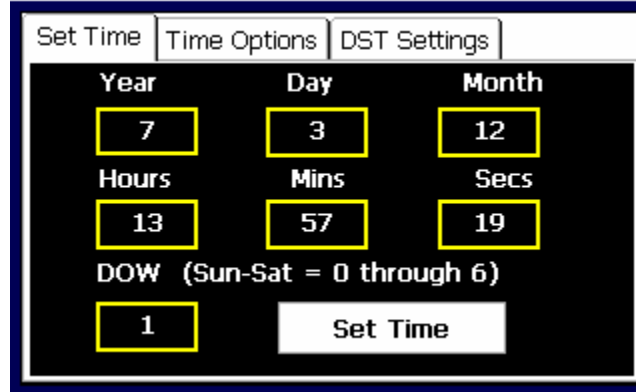 Set Time Time Options DST Settings
Year Day Month
7 3 12
Hours Mins Secs
13 57 19
DOW (Sun-Sat = 0 through 6)
1 Set Time